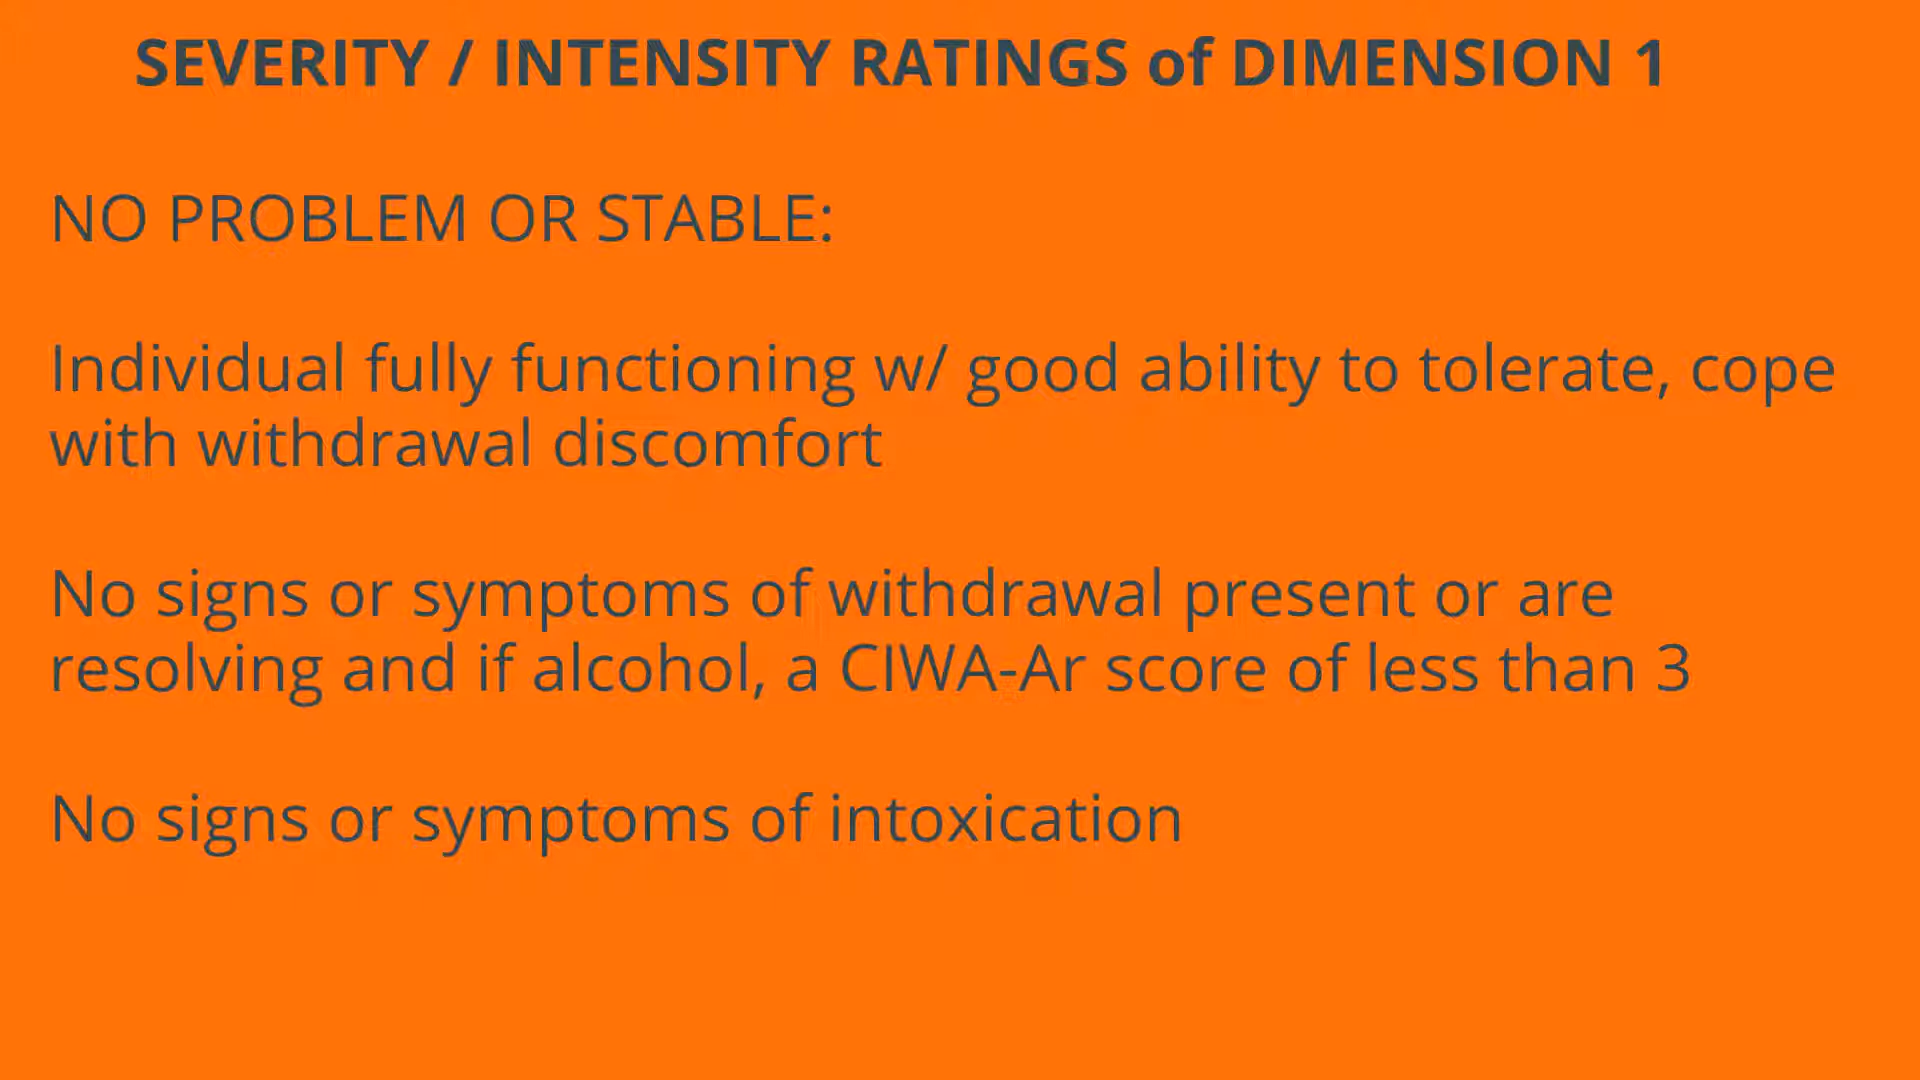 SEVERITY / INTENSITY RATINGS of DIMENSION 1
NO PROBLEM OR STABLE:
Individual fully functioning w/ good ability to tolerate, cope
with withdrawal discomfort
No signs or symptoms of withdrawal present or are
resolving and if alcohol, a CIWA-Ar score of less than 3
No signs or symptoms of intoxication